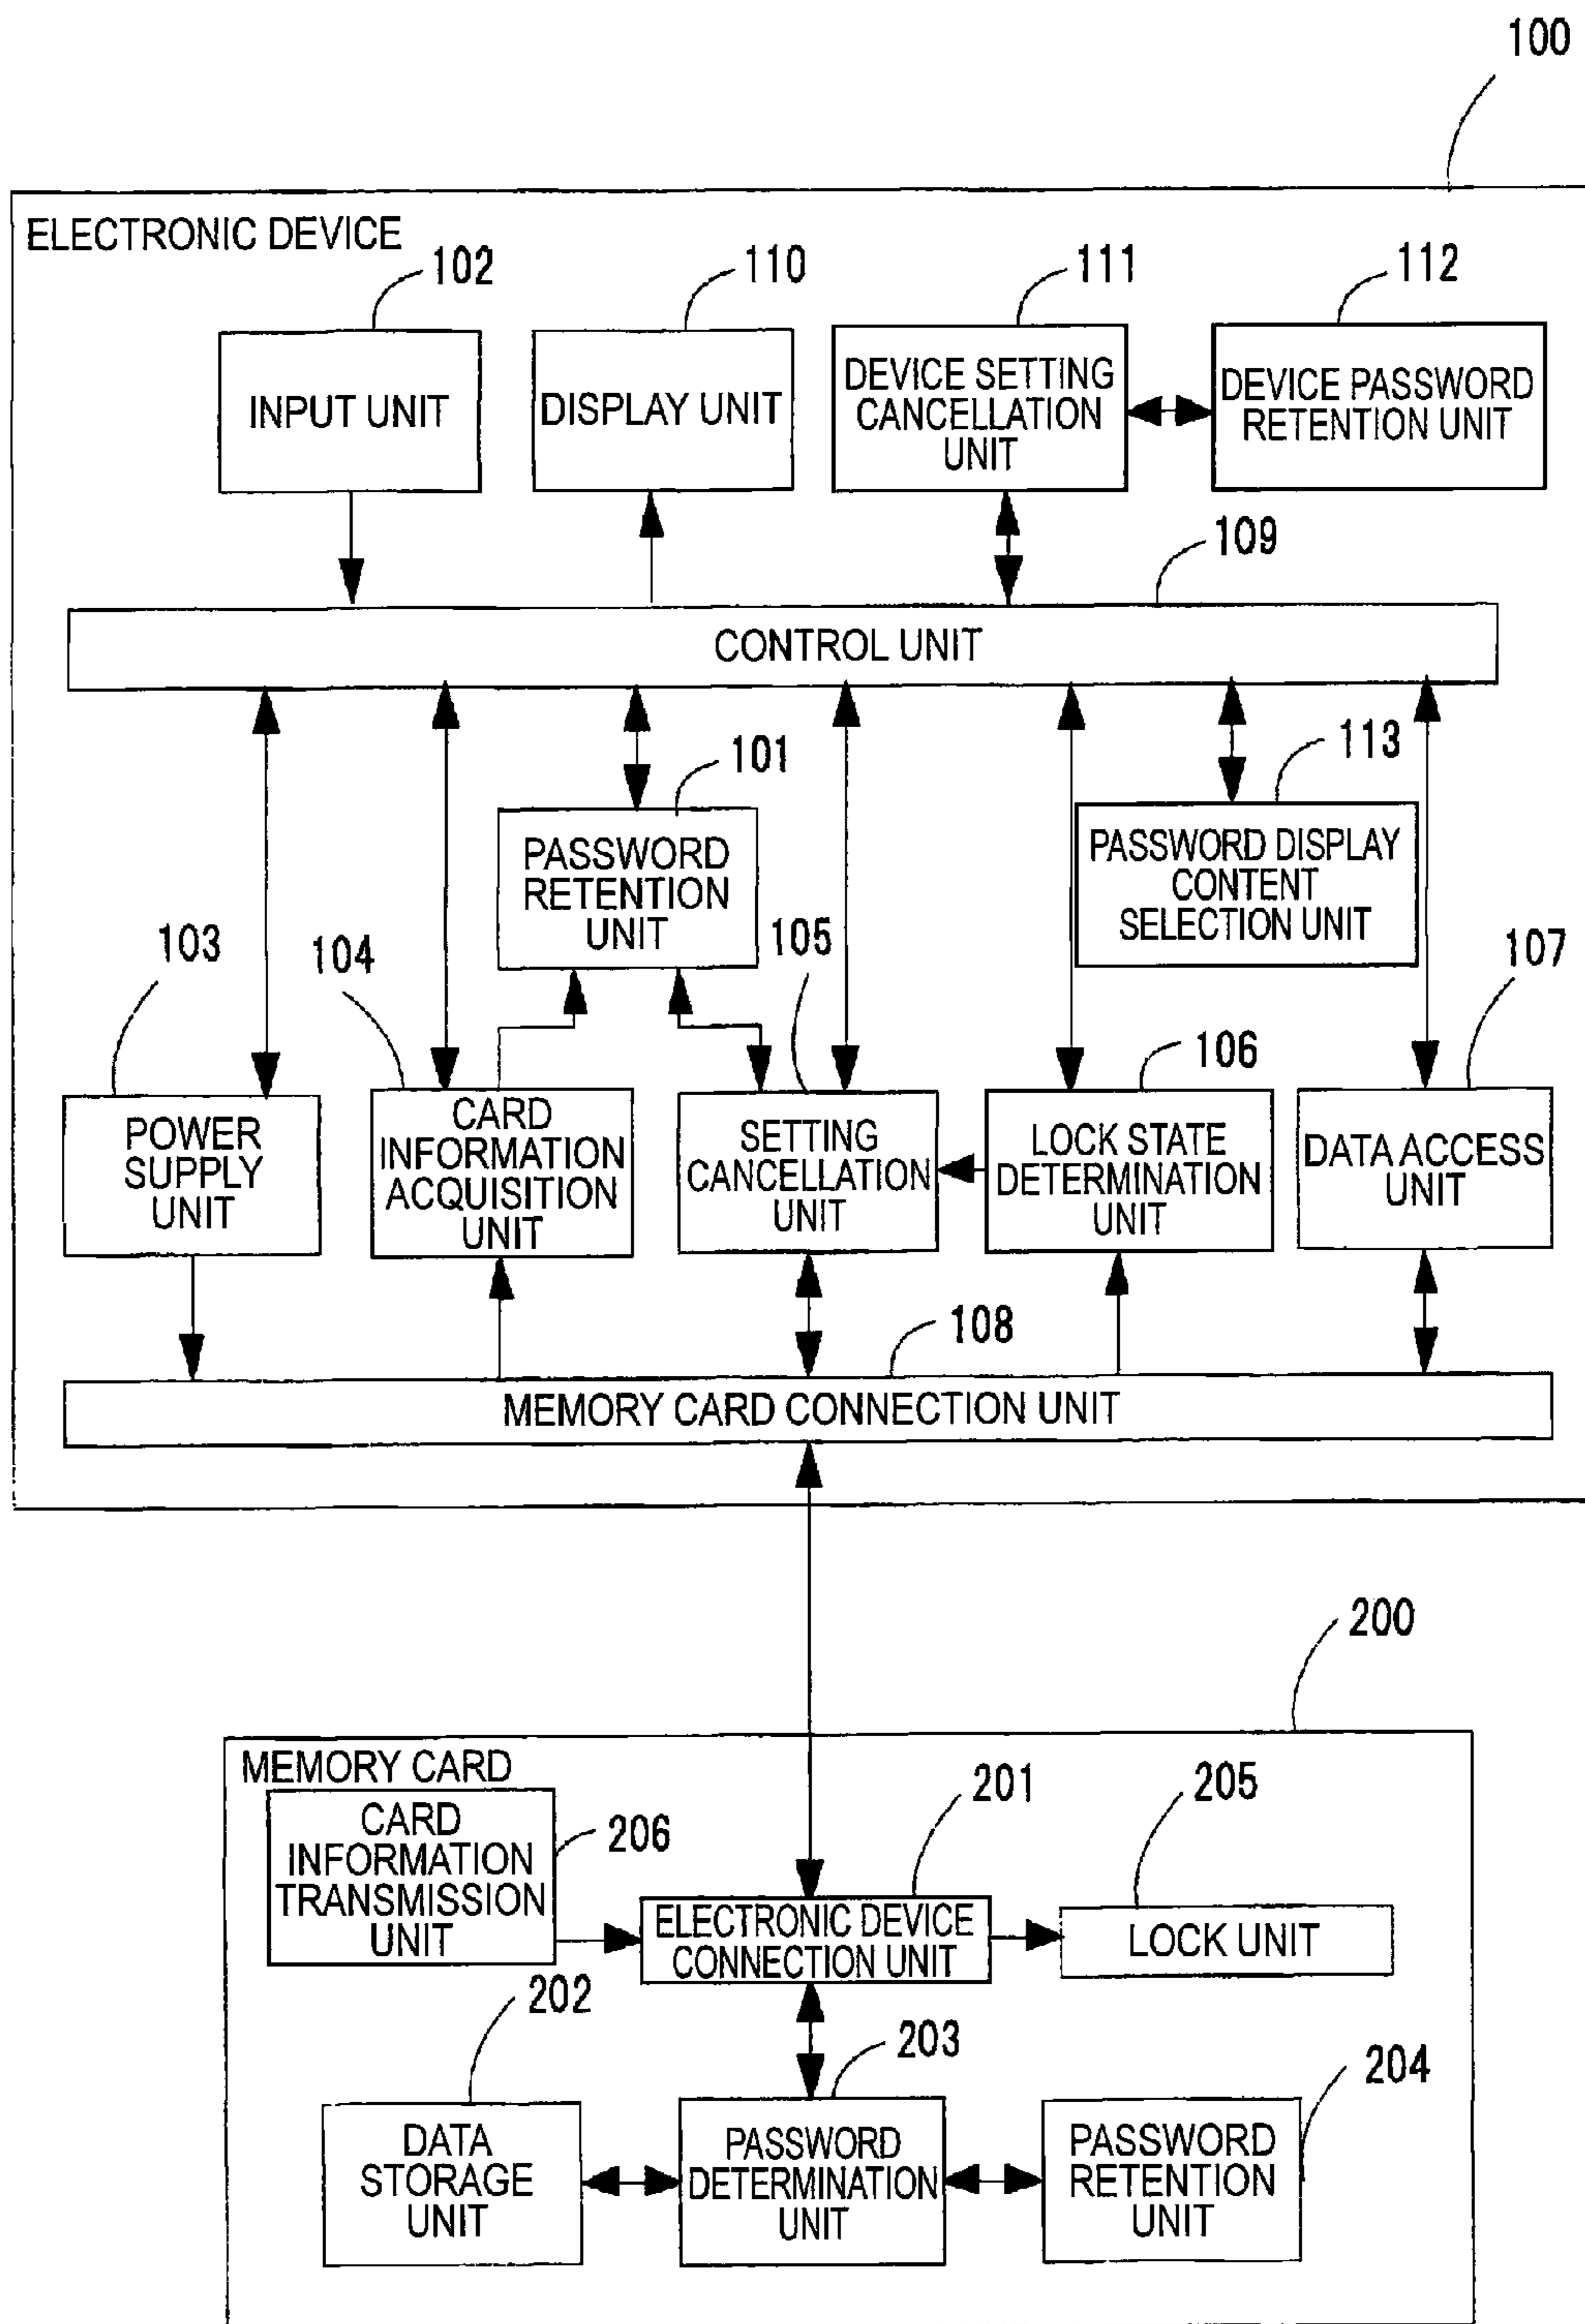 100
ELECTRONIC DEVICE
102
110
111
112
INPUT UNIT
DISPLAY UNIT
DEVICE SETTING
CANCELLATION
UNIT
DEVICE PASSWORD
RETENTION UNIT
109
CONTROL UNIT
101
113
PASSWORD
RETENTION
UNIT
PASSWORD DISPLAY
CONTENT
SELECTION UNIT
103
104
105
106
107
POWER
SUPPLY
UNIT
CARD
INFORMATION
ACQUISITION
UNIT
SETTING
CANCELLATION
UNIT
LOCK STATE
DETERMINATION
UNIT
DATA ACCESS
UNIT
108
MEMORY CARD CONNECTION UNIT
200
MEMORY CARD
201
205
CARD
INFORMATION
TRANSMISSION
UNIT
206
ELECTRONIC DEVICE
CONNECTION UNIT
LOCK UNIT
202
203
204
DATA
STORAGE
UNIT
PASSWORD
DETERMINATION
UNIT
PASSWORD
RETENTION
UNIT